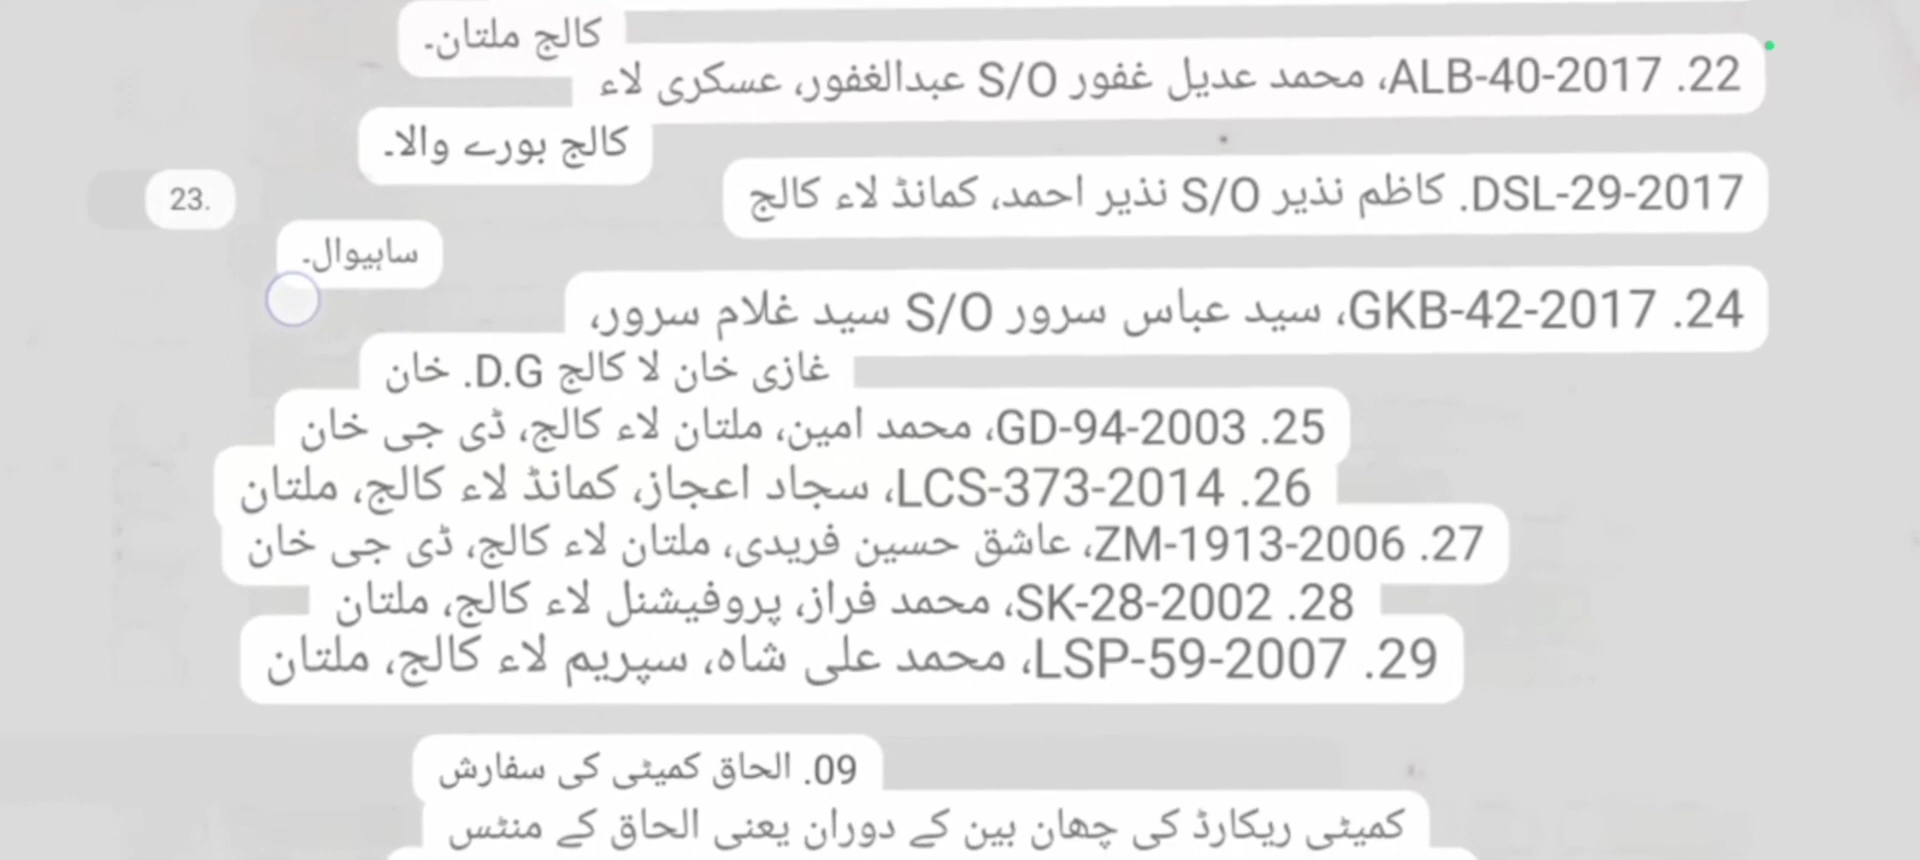 کالج ملتان۔
22. ALB-40-2017، محمد عدیل غفور S/O عبدالغفور، عسکری لاء
کالج بورے والا۔
23.
DSL-29-2017. کاظم نذیر S/O نذیر احمد، کمانڈ لاء کالج
ساہیوال۔
24. GKB-42-2017، سید عباس سرور S/O سید غلام سرور،
غازی خان لا کالج D.G. خان
25. GD-94-2003، محمد امین، ملتان لاء کالج، ڈی جی خان
26. LCS-373-2014، سجاد اعجاز، کمانڈ لاء کالج، ملتان
27. ZM-1913-2006، عاشق حسین فریدی، ملتان لاء کالج، ڈی جی خان
28. SK-28-2002، محمد فراز، پروفیشنل لاء کالج، ملتان
29. LSP-59-2007، محمد علی شاہ، سپریم لاء کالج، ملتان
09. الحاق کمیٹی کی سفارش
کمیٹی ریکارڈ کی چھان بین کے دوران یعنی الحاق کے منٹس